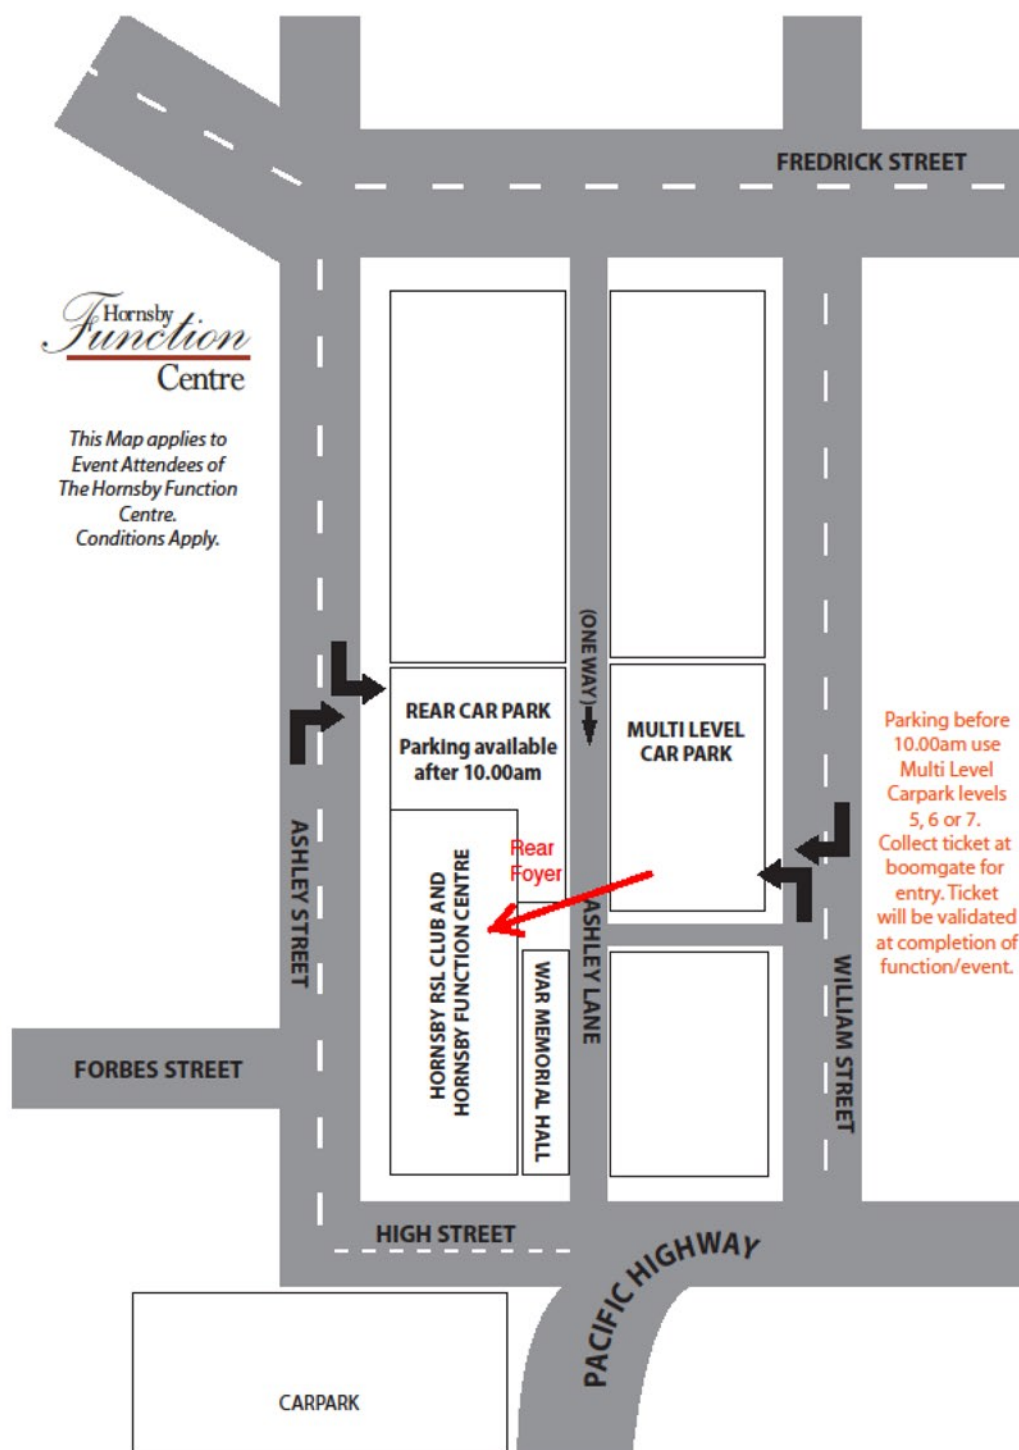 FREDRICK STREET
Hornsby
Function
Centre
This Map applies to
Event Attendees of
The Hornsby Function
Centre.
Conditions Apply.
(ONE WAY)
REAR CAR PARK
Parking available
after 10.00am
MULTI LEVEL
CAR PARK
Parking before
10.00am use
Multi Level
Carpark levels
5, 6 or 7.
Collect ticket at
boomgate for
entry. Ticket
will be validated
at completion of
function/event.
ASHLEY STREET
Rear
Foyer
HORNSBY RSL CLUB AND
HORNSBY FUNCTION CENTRE
WAR MEMORIAL HALL
ASHLEY LANE
WILLIAM STREET
FORBES STREET
HIGH STREET
PACIFIC HIGHWAY
CARPARK